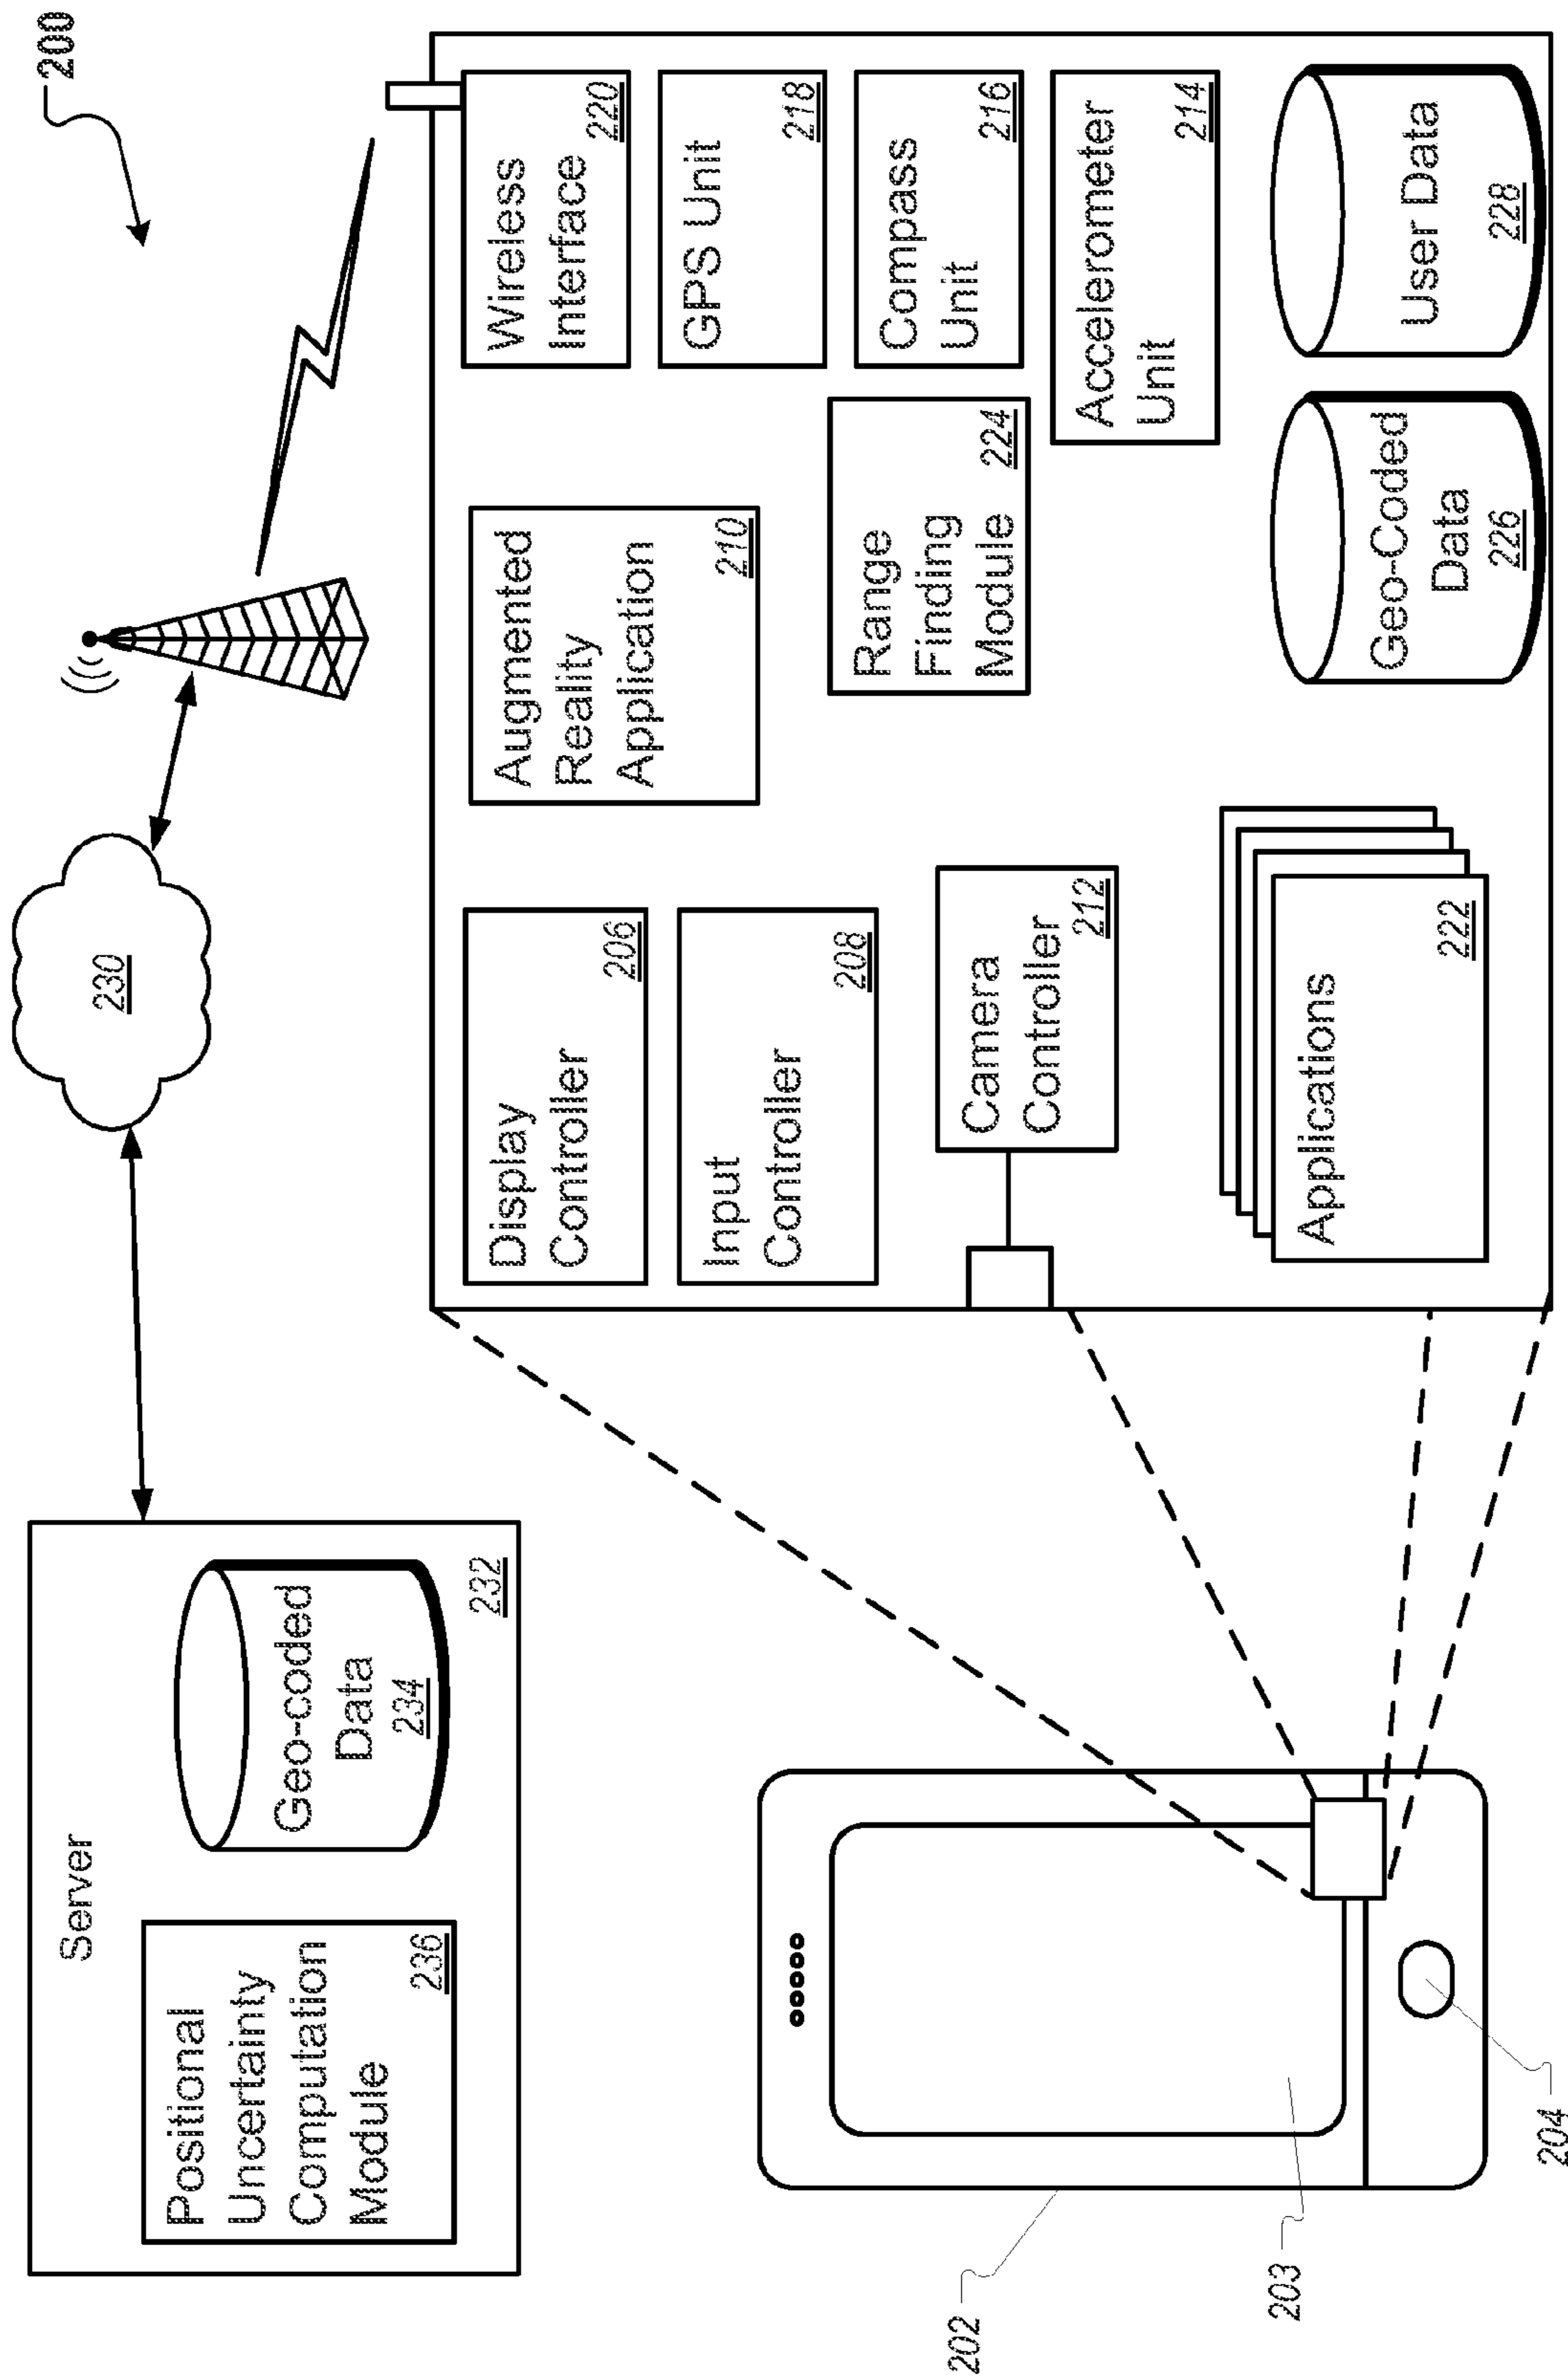 200
230
Server
Positional
Uncertainty
Computation
Module
236
Geo-coded
Data
234
232
Display
Controller
206
Augmented
Reality
Application
210
Wireless
Interface
220
Input
Controller
208
GPS Unit
218
Range
Finding
Module
224
Compass
Unit
216
Camera
Controller
212
Accelerometer
Unit
214
Applications
222
Geo-Coded
Data
226
User Data
228
202
203
204